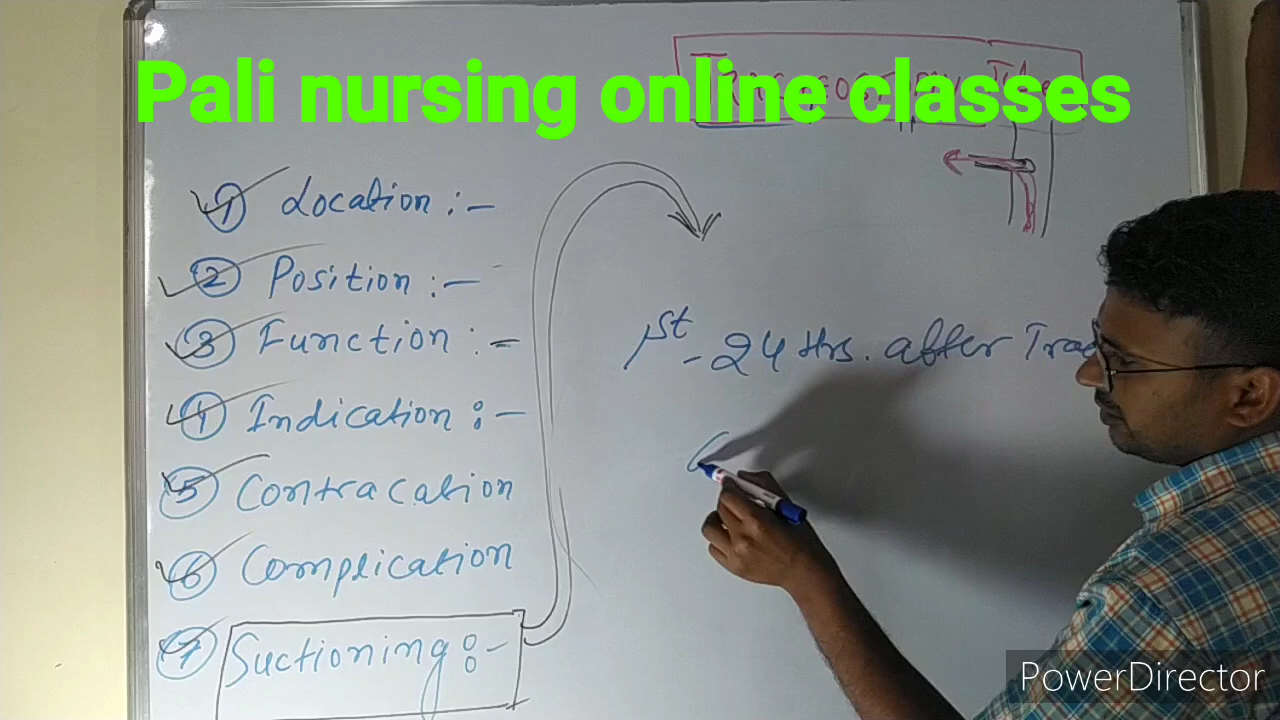 Pali nursing online classes
① Location :-
② Position :-
③ Function :-
④ Indication :-
⑤ Contracation
⑥ Complication
⑦ Suctioning :-
1st - 24 Hrs. after
PowerDirector